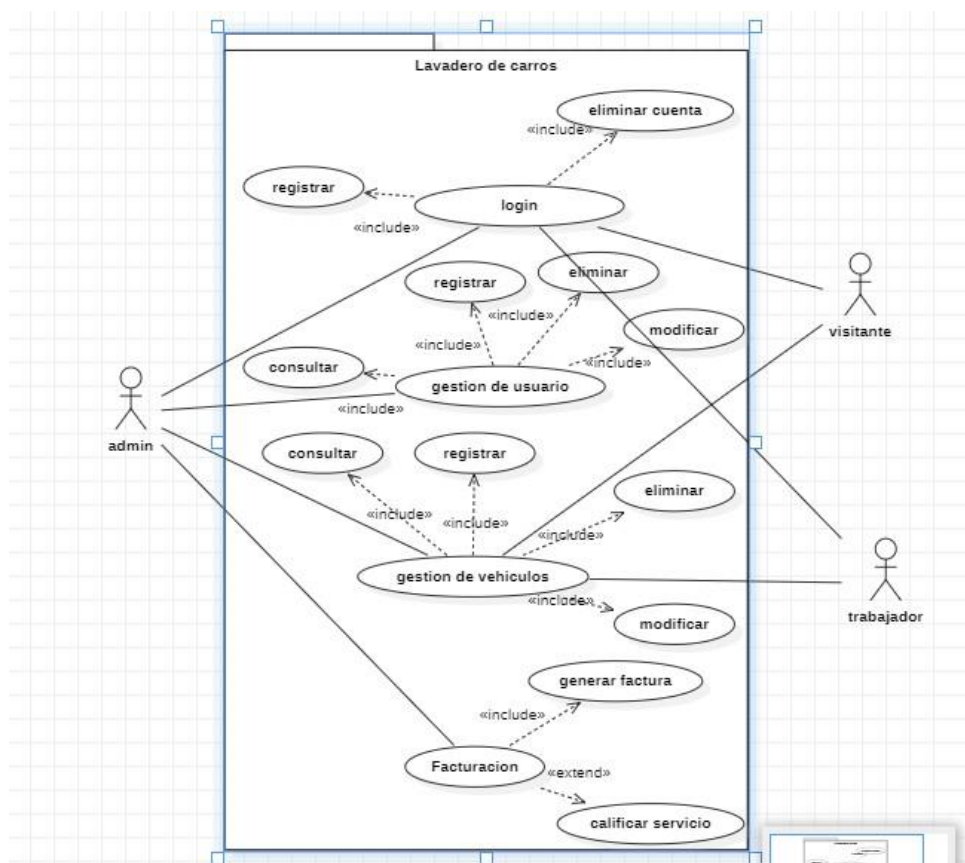 Lavadero de carros
eliminar cuenta
«include»
registrar
login
«include»
eliminar
registrar
«include»
modificar
visitante
«include»
«include»
consultar
gestion de usuario
«include»
admin
consultar
registrar
eliminar
«include»
«include»
«include»
gestion de vehiculos
«include»
trabajador
modificar
generar factura
«include»
Facturacion
«extend»
calificar servicio